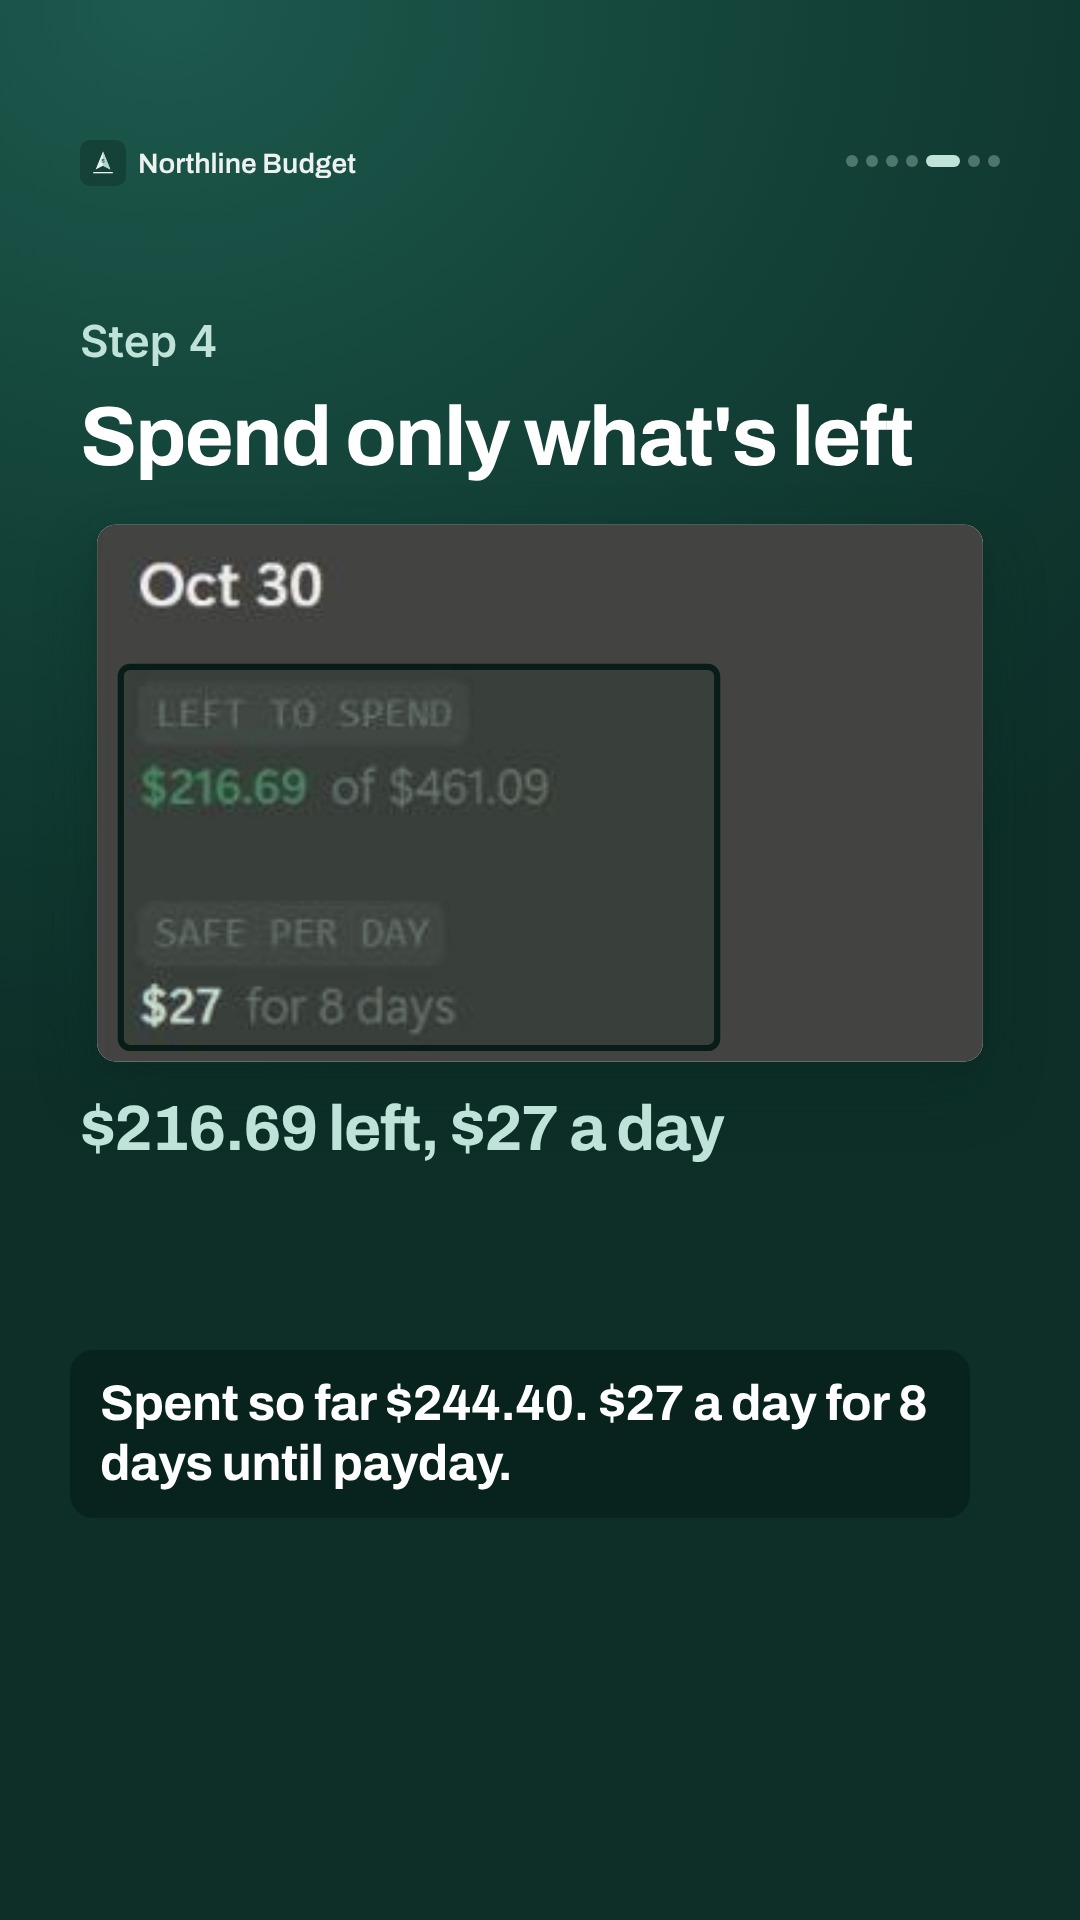 Northline Budget
Step 4
Spend only what's left
Oct 30
LEFT TO SPEND
$216.69 of $461.09
SAFE PER DAY
$27 for 8 days
$216.69 left, $27 a day
Spent so far $244.40. $27 a day for 8
days until payday.